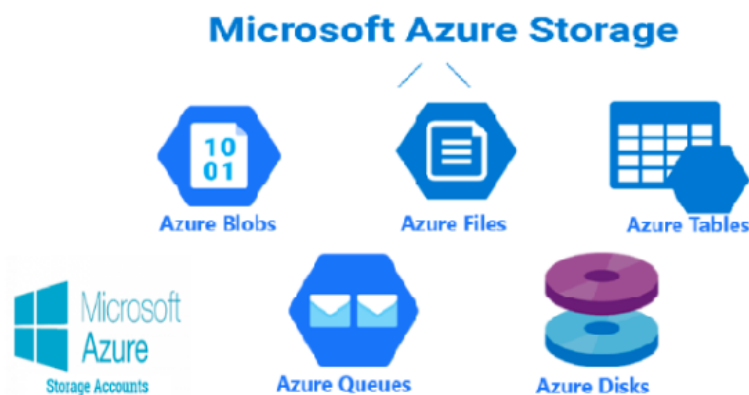 Microsoft Azure Storage
10
01
Azure Blobs
Azure Files
Azure Tables
Microsoft
Azure
Storage Accounts
Azure Queues
Azure Disks